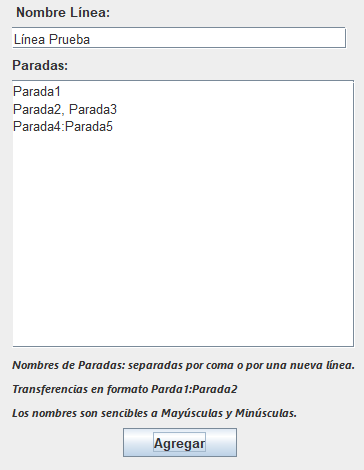 Nombre Línea:
Línea Prueba
Paradas:
Parada1
Parada2, Parada3
Parada4:Parada5
Nombres de Paradas: separadas por coma o por una nueva línea.
Transferencias en formato Parda1:Parada2
Los nombres son sencibles a Mayúsculas y Minúsculas.
Agregar